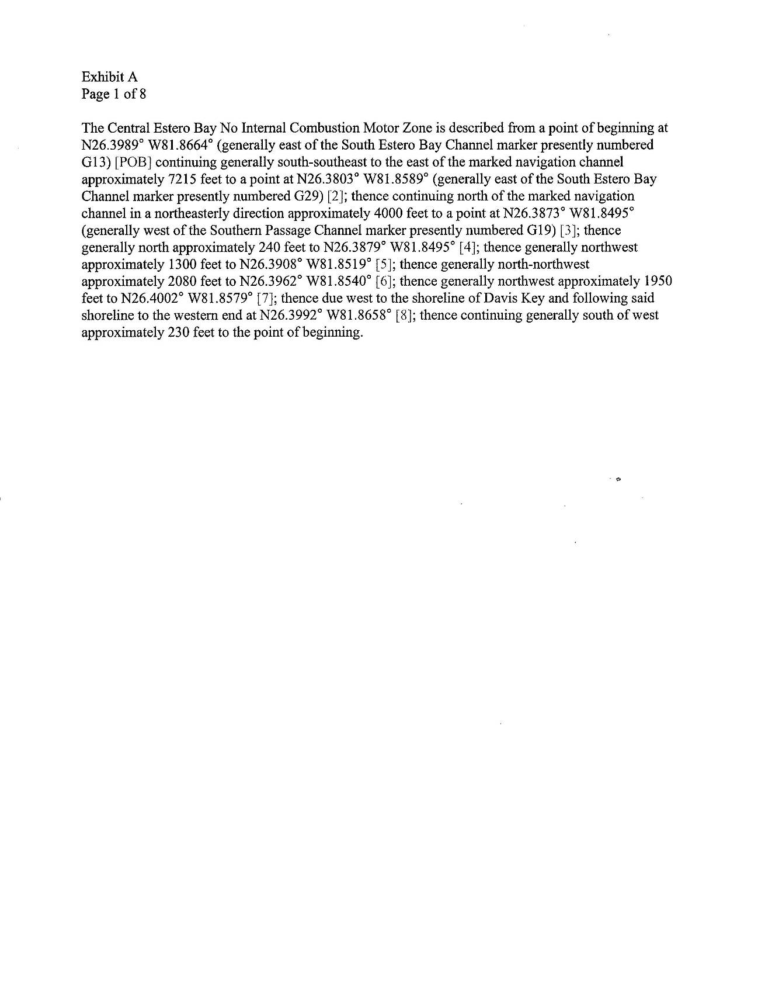 Exhibit A
Page 1 of 8
The Central Estero Bay No Internal Combustion Motor Zone is described from a point of beginning at
N26.3989° W81.8664° (generally east of the South Estero Bay Channel marker presently numbered
G13) [POB] continuing generally south-southeast to the east of the marked navigation channel
approximately 7215 feet to a point at N26.3803° W81.8589° (generally east of the South Estero Bay
Channel marker presently numbered G29) [2]; thence continuing north of the marked navigation
channel in a northeasterly direction approximately 4000 feet to a point at N26.3873° W81.8495°
(generally west of the Southern Passage Channel marker presently numbered G19) [3]; thence
generally north approximately 240 feet to N26.3879° W81.8495° [4]; thence generally northwest
approximately 1300 feet to N26.3908° W81.8519° [5]; thence generally north-northwest
approximately 2080 feet to N26.3962° W81.8540° [6]; thence generally northwest approximately 1950
feet to N26.4002° W81.8579° [7]; thence due west to the shoreline of Davis Key and following said
shoreline to the western end at N26.3992° W81.8658° [8]; thence continuing generally south of west
approximately 230 feet to the point of beginning.